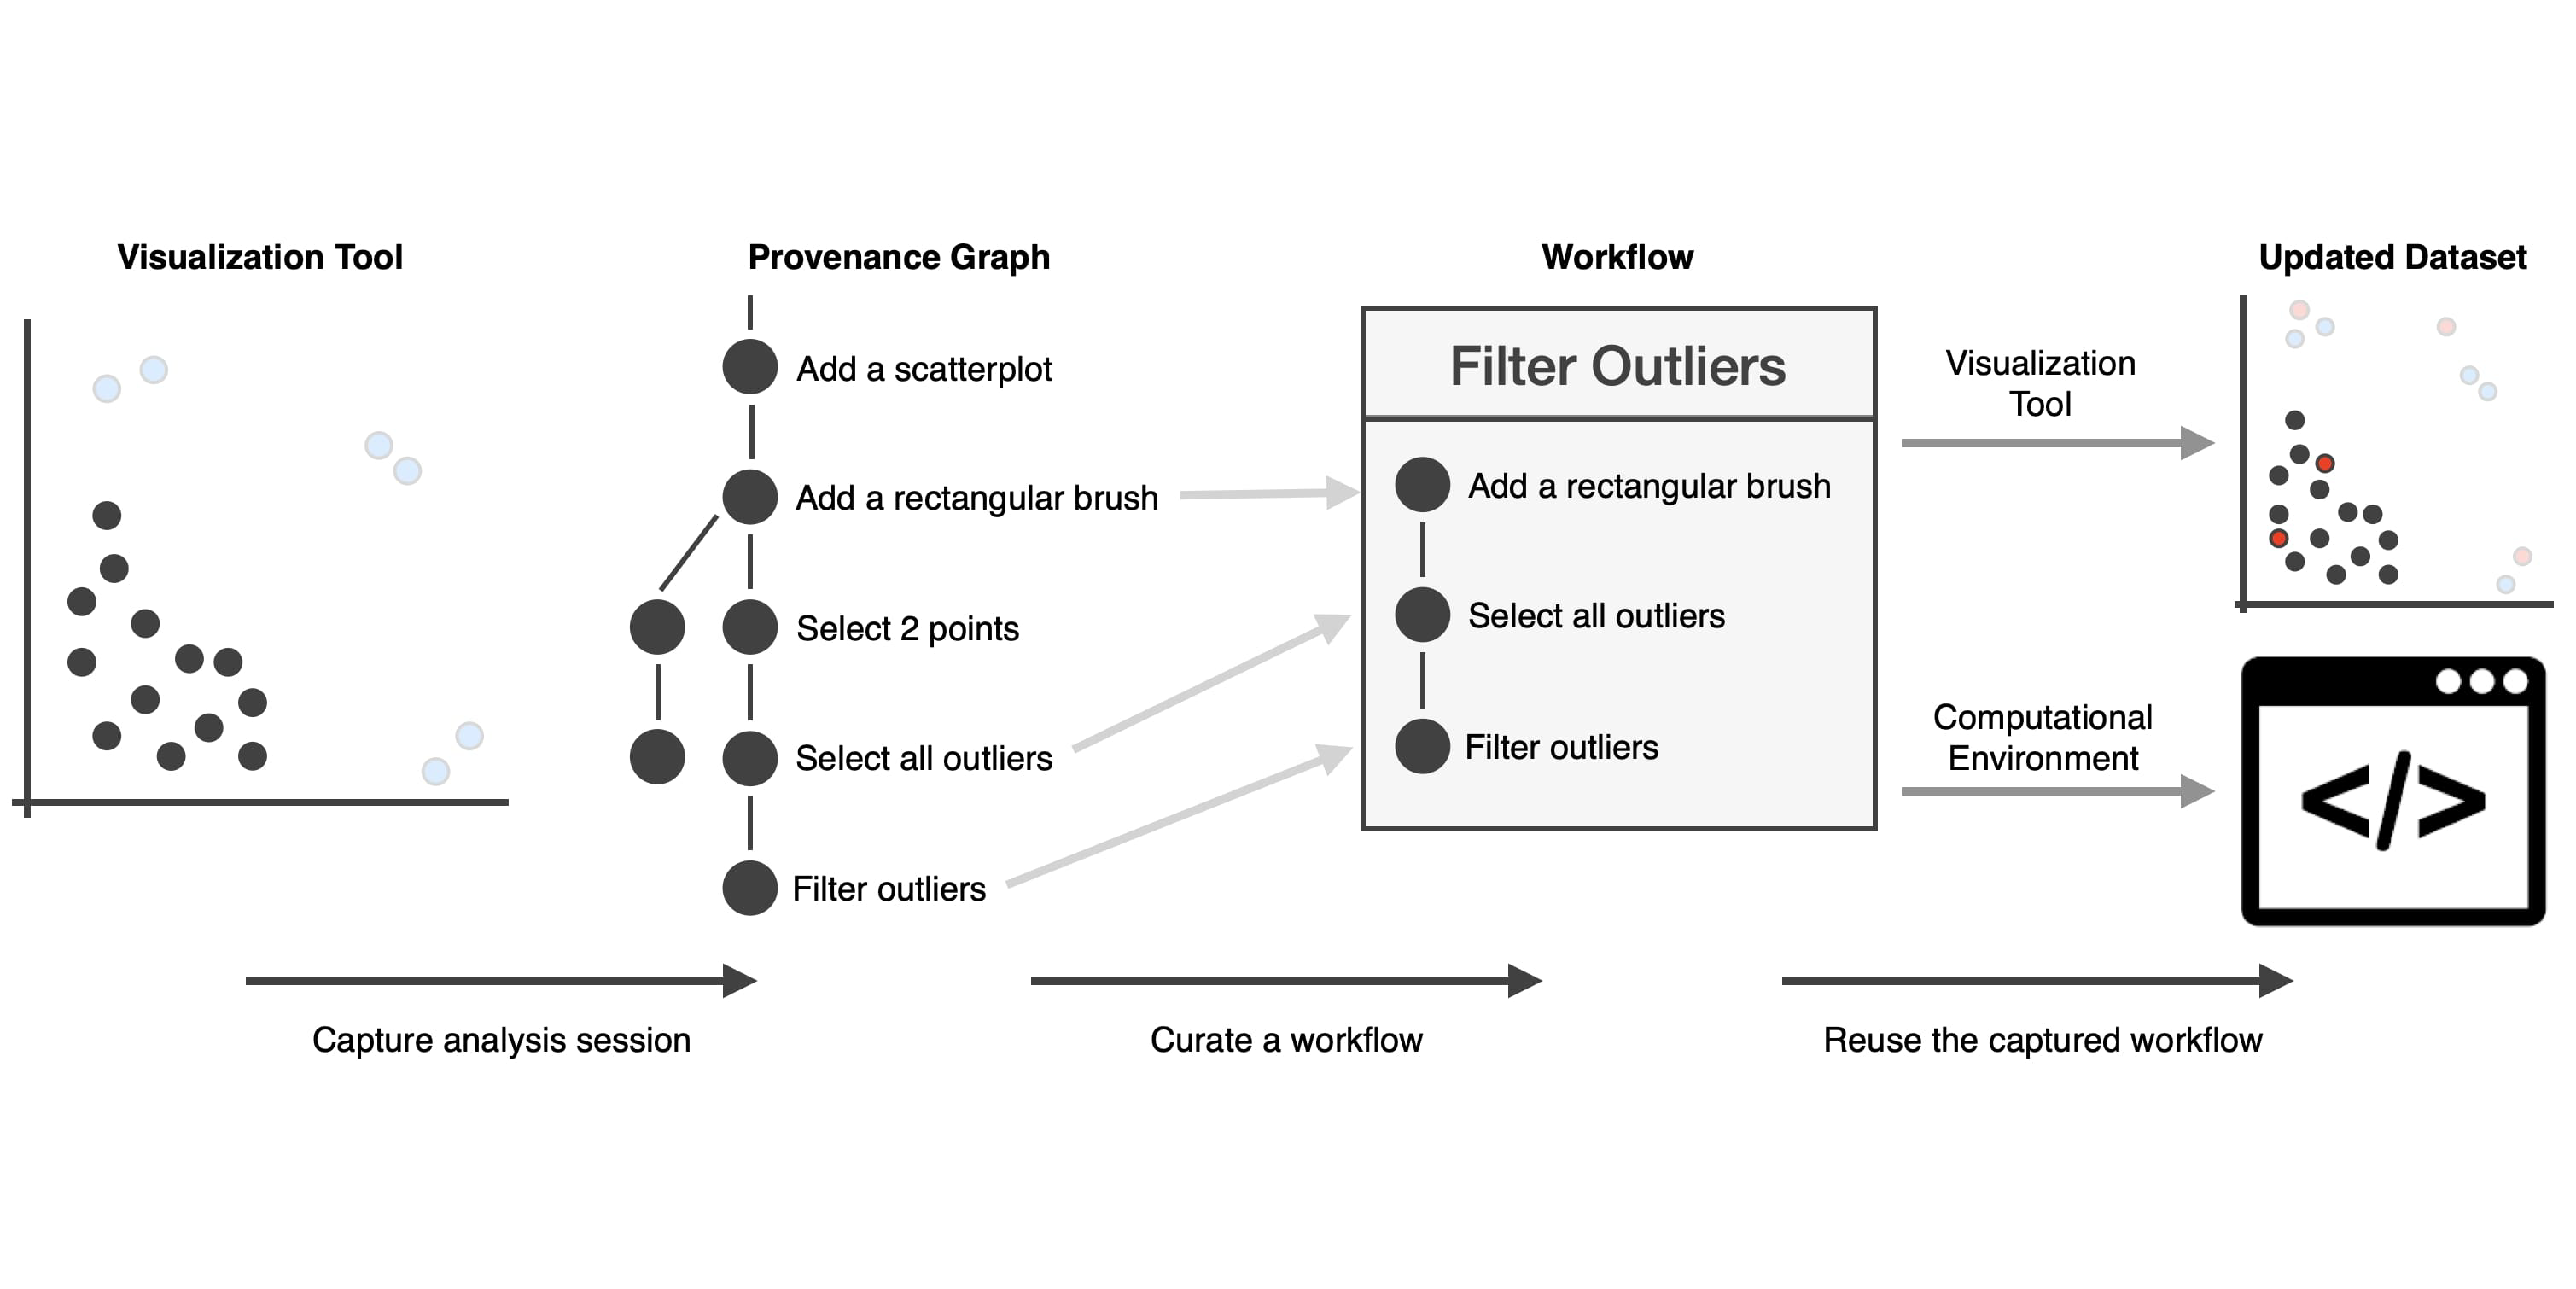 Visualization Tool
Provenance Graph
Workflow
Updated Dataset
Add a scatterplot
Add a rectangular brush
Select 2 points
Select all outliers
Filter outliers
Filter Outliers
Add a rectangular brush
Select all outliers
Filter outliers
Visualization
Tool
Computational
Environment
</>
Capture analysis session
Curate a workflow
Reuse the captured workflow